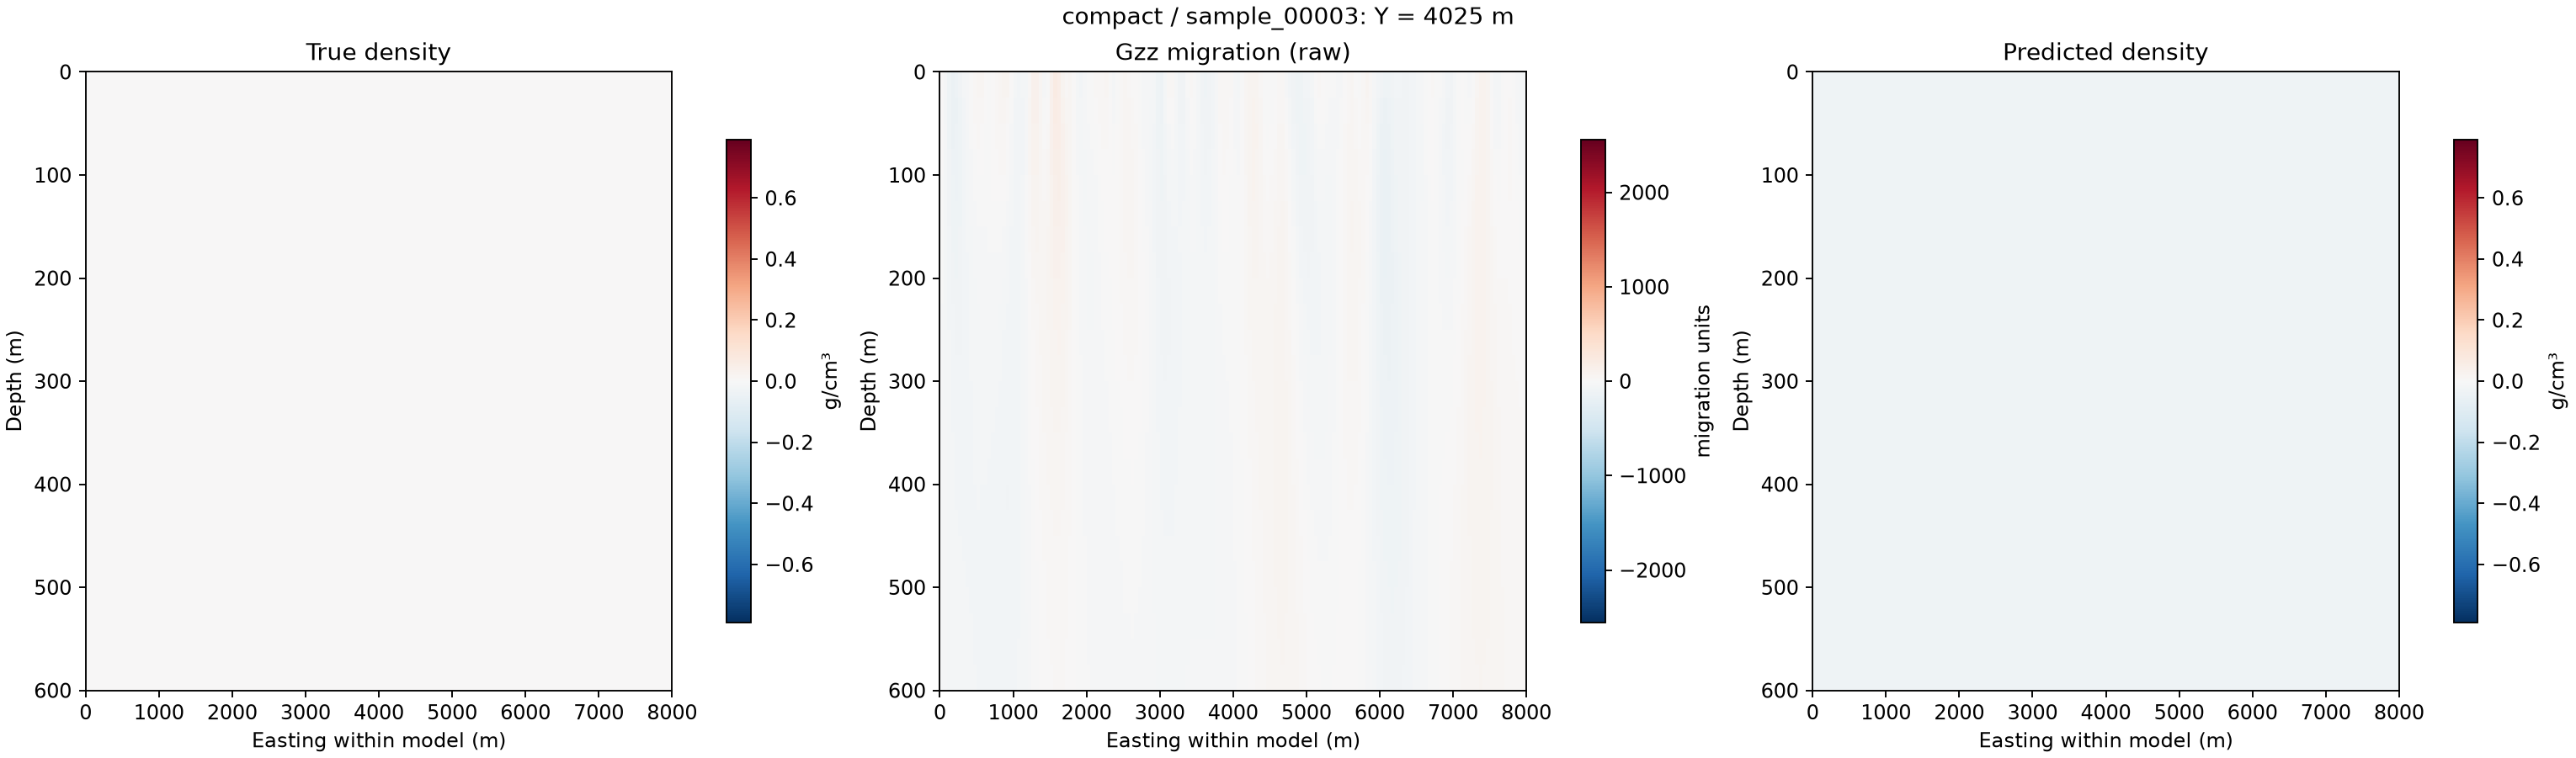 compact / sample_00003: Y = 4025 m
True density
0
100
200
300
400
500
600
Depth (m)
0 1000 2000 3000 4000 5000 6000 7000 8000
Easting within model (m)
0.6
0.4
0.2
0.0
−0.2
−0.4
−0.6
g/cm³
Gzz migration (raw)
0
100
200
300
400
500
600
Depth (m)
0 1000 2000 3000 4000 5000 6000 7000 8000
Easting within model (m)
2000
1000
0
−1000
−2000
migration units
Predicted density
0
100
200
300
400
500
600
Depth (m)
0 1000 2000 3000 4000 5000 6000 7000 8000
Easting within model (m)
0.6
0.4
0.2
0.0
−0.2
−0.4
−0.6
g/cm³